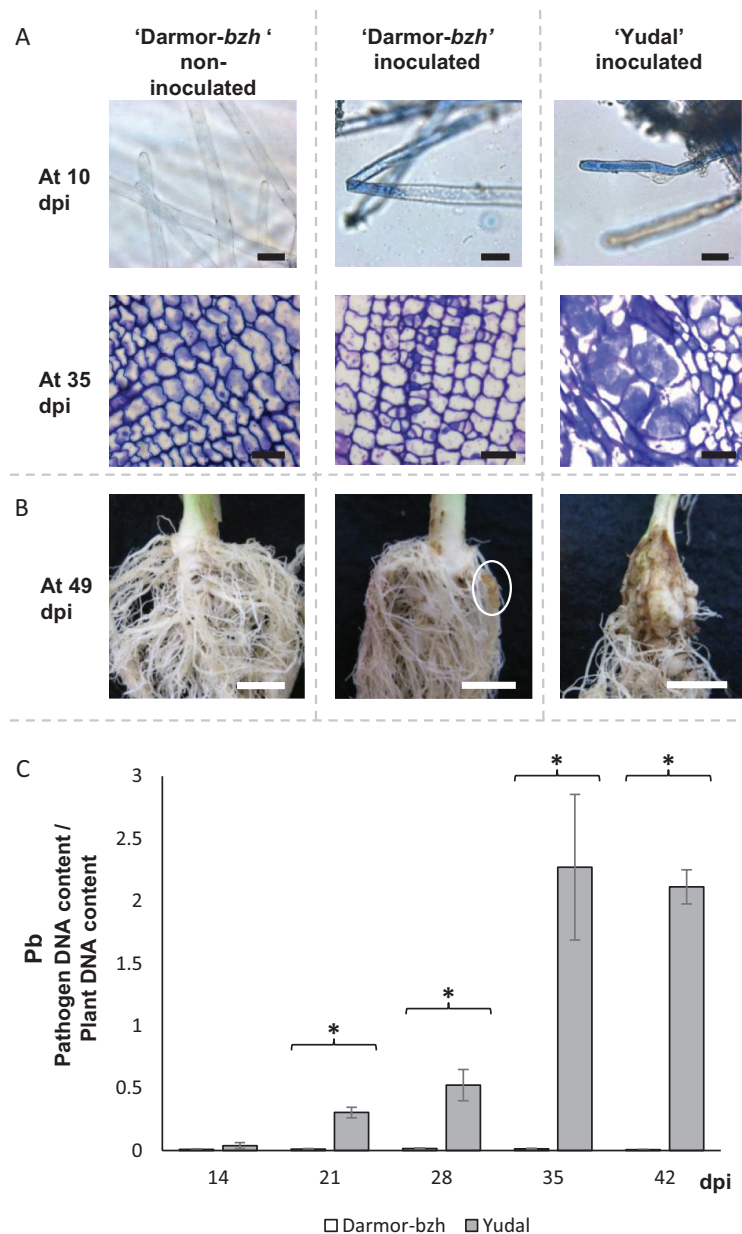 A
‘Darmor-bzh ‘
non-
inoculated
‘Darmor-bzh’
inoculated
‘Yudal’
inoculated
At 10
dpi
At 35
dpi
B
At 49
dpi
C
Pb
Pathogen DNA content /
Plant DNA content
3
2.5
2
1.5
1
0.5
0
*
*
*
*
14
21
28
35
42
dpi
Darmor-bzh
Yudal